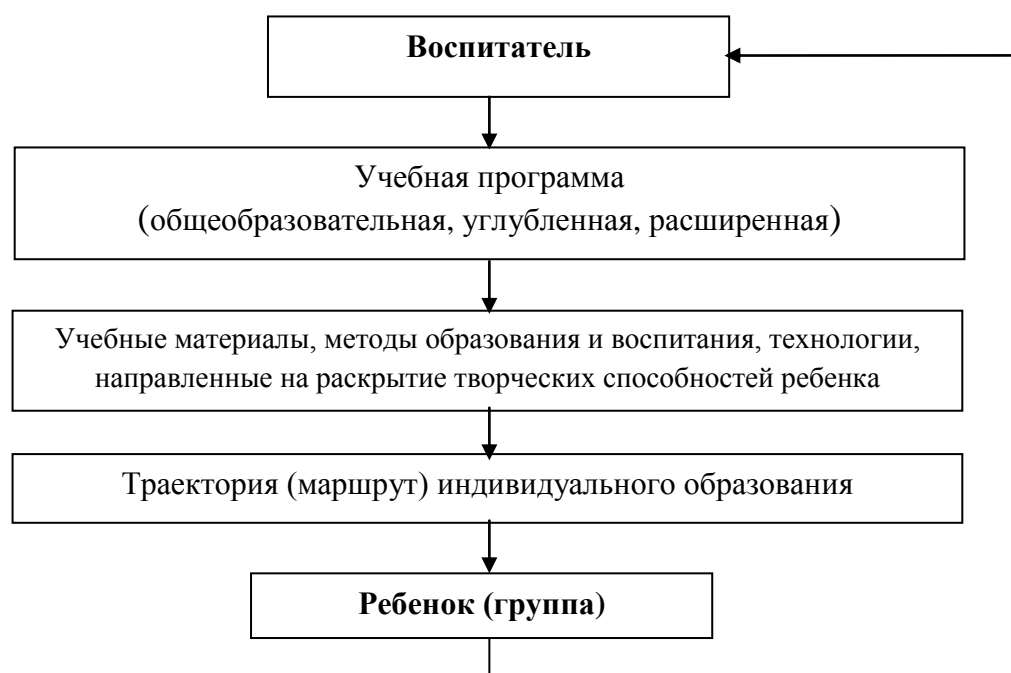 Воспитатель
Учебная программа
(общеобразовательная, углубленная, расширенная)
Учебные материалы, методы образования и воспитания, технологии,
направленные на раскрытие творческих способностей ребенка
Траектория (маршрут) индивидуального образования
Ребенок (группа)